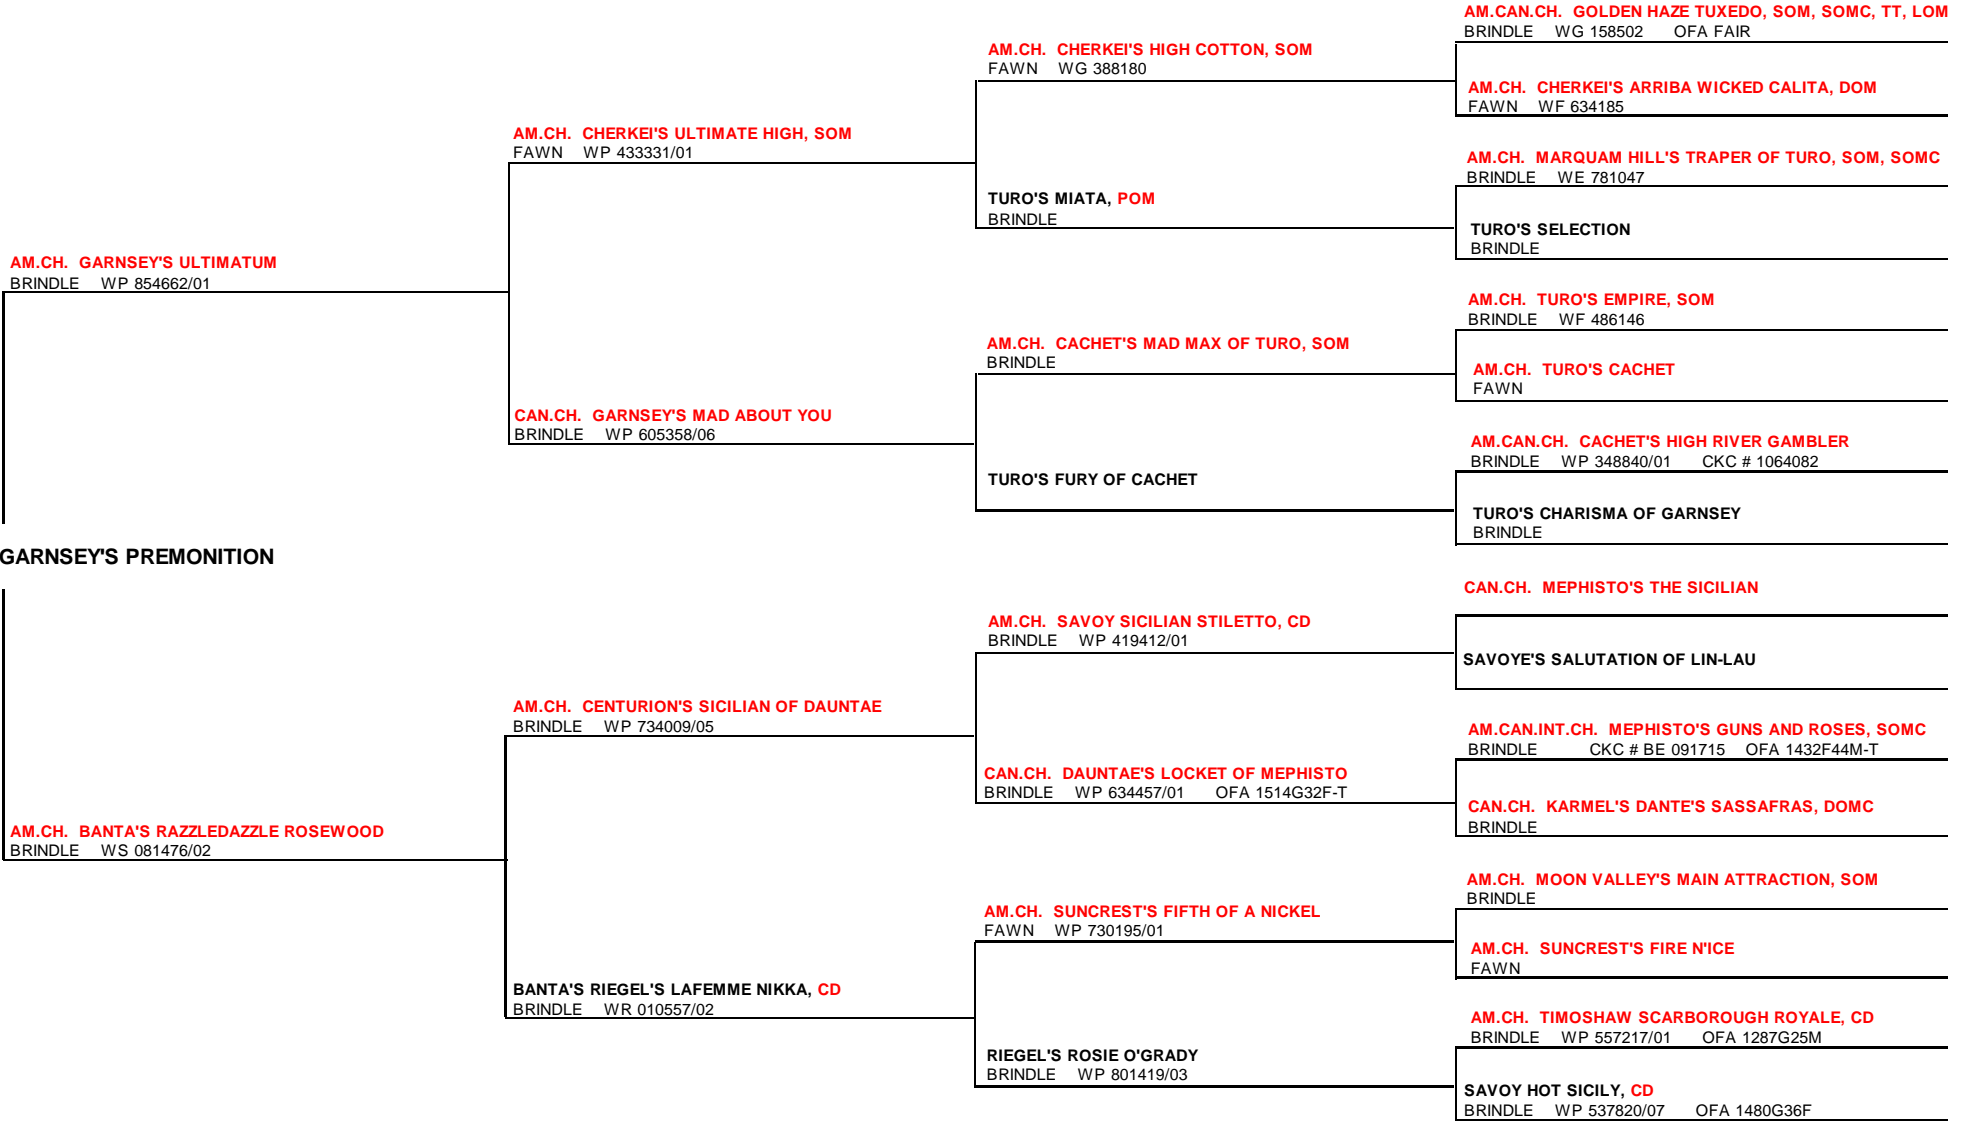 AM.CAN.CH. GOLDEN HAZE TUXEDO, SOM, SOMC, TT, LOM
BRINDLE WG 158502 OFA FAIR
AM.CH. CHERKEI'S HIGH COTTON, SOM
FAWN WG 388180
AM.CH. CHERKEI'S ARRIBA WICKED CALITA, DOM
FAWN WF 634185
AM.CH. CHERKEI'S ULTIMATE HIGH, SOM
FAWN WP 433331/01
AM.CH. MARQUAM HILL'S TRAPER OF TURO, SOM, SOMC
BRINDLE WE 781047
TURO'S MIATA, POM
BRINDLE
TURO'S SELECTION
BRINDLE
AM.CH. GARNSEY'S ULTIMATUM
BRINDLE WP 854662/01
AM.CH. TURO'S EMPIRE, SOM
BRINDLE WF 486146
AM.CH. CACHET'S MAD MAX OF TURO, SOM
BRINDLE
AM.CH. TURO'S CACHET
FAWN
CAN.CH. GARNSEY'S MAD ABOUT YOU
BRINDLE WP 605358/06
AM.CAN.CH. CACHET'S HIGH RIVER GAMBLER
BRINDLE WP 348840/01 CKC # 1064082
TURO'S FURY OF CACHET
TURO'S CHARISMA OF GARNSEY
BRINDLE
GARNSEY'S PREMONITION
CAN.CH. MEPHISTO'S THE SICILIAN
AM.CH. SAVOY SICILIAN STILETTO, CD
BRINDLE WP 419412/01
SAVOYE'S SALUTATION OF LIN-LAU
AM.CH. CENTURION'S SICILIAN OF DAUNTAE
BRINDLE WP 734009/05
AM.CAN.INT.CH. MEPHISTO'S GUNS AND ROSES, SOMC
BRINDLE CKC # BE 091715 OFA 1432F44M-T
CAN.CH. DAUNTAE'S LOCKET OF MEPHISTO
BRINDLE WP 634457/01 OFA 1514G32F-T
CAN.CH. KARMEL'S DANTE'S SASSAFRAS, DOMC
BRINDLE
AM.CH. BANTA'S RAZZLEDAZZLE ROSEWOOD
BRINDLE WS 081476/02
AM.CH. MOON VALLEY'S MAIN ATTRACTION, SOM
BRINDLE
AM.CH. SUNCREST'S FIFTH OF A NICKEL
FAWN WP 730195/01
AM.CH. SUNCREST'S FIRE N'ICE
FAWN
BANTA'S RIEGEL'S LAFEMME NIKKA, CD
BRINDLE WR 010557/02
AM.CH. TIMOSHAW SCARBOROUGH ROYALE, CD
BRINDLE WP 557217/01 OFA 1287G25M
RIEGEL'S ROSIE O'GRADY
BRINDLE WP 801419/03
SAVOY HOT SICILY, CD
BRINDLE WP 537820/07 OFA 1480G36F